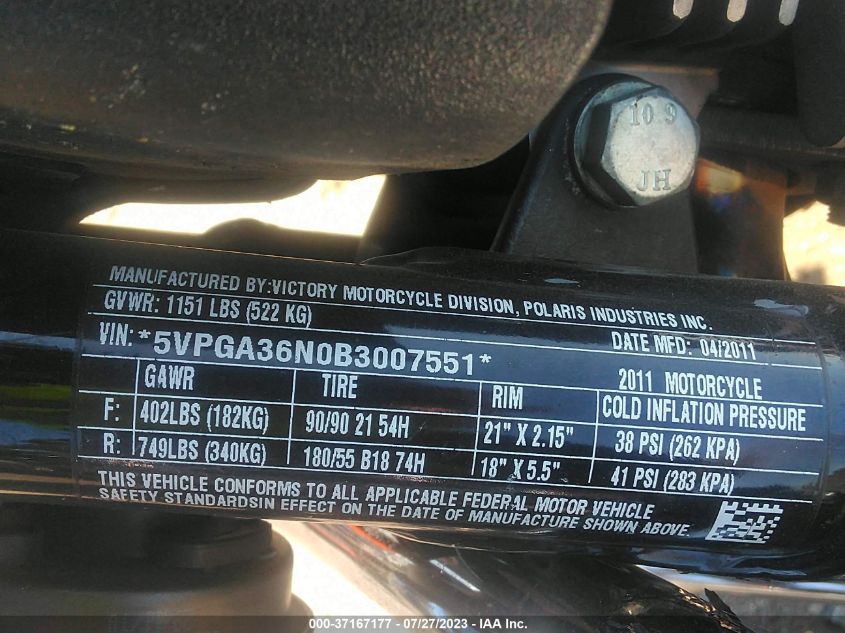 10.9
JH
MANUFACTURED BY:VICTORY MOTORCYCLE DIVISION, POLARIS INDUSTRIES INC.
GVWR: 1151 LBS (522 KG)
DATE MFD: 04/2011
VIN: *5VPGA36N0B3007551*
2011 MOTORCYCLE
GAWR TIRE RIM COLD INFLATION PRESSURE
F: 402LBS (182KG) 90/90 21 54H 21" X 2.15" 38 PSI (262 KPA)
R: 749LBS (340KG) 180/55 B18 74H 18" X 5.5" 41 PSI (283 KPA)
THIS VEHICLE CONFORMS TO ALL APPLICABLE FEDERAL MOTOR VEHICLE
SAFETY STANDARDSIN EFFECT ON THE DATE OF MANUFACTURE SHOWN ABOVE.
000-37167177 - 07/27/2023 - © IAA Inc.